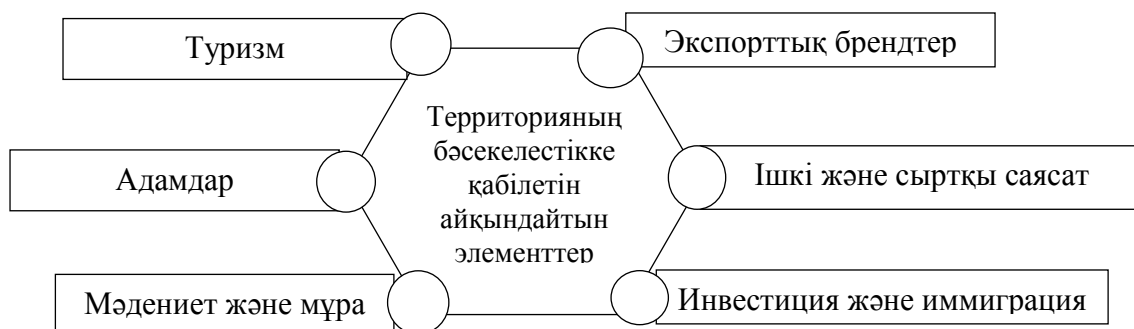 Туризм
Экспорттық брендтер
Территорияның
бәсекелестікке
қабілетін
айқындайтын
элементтер
Адамдар
Ішкі және сыртқы саясат
Мәдениет және мұра
Инвестиция және иммиграция